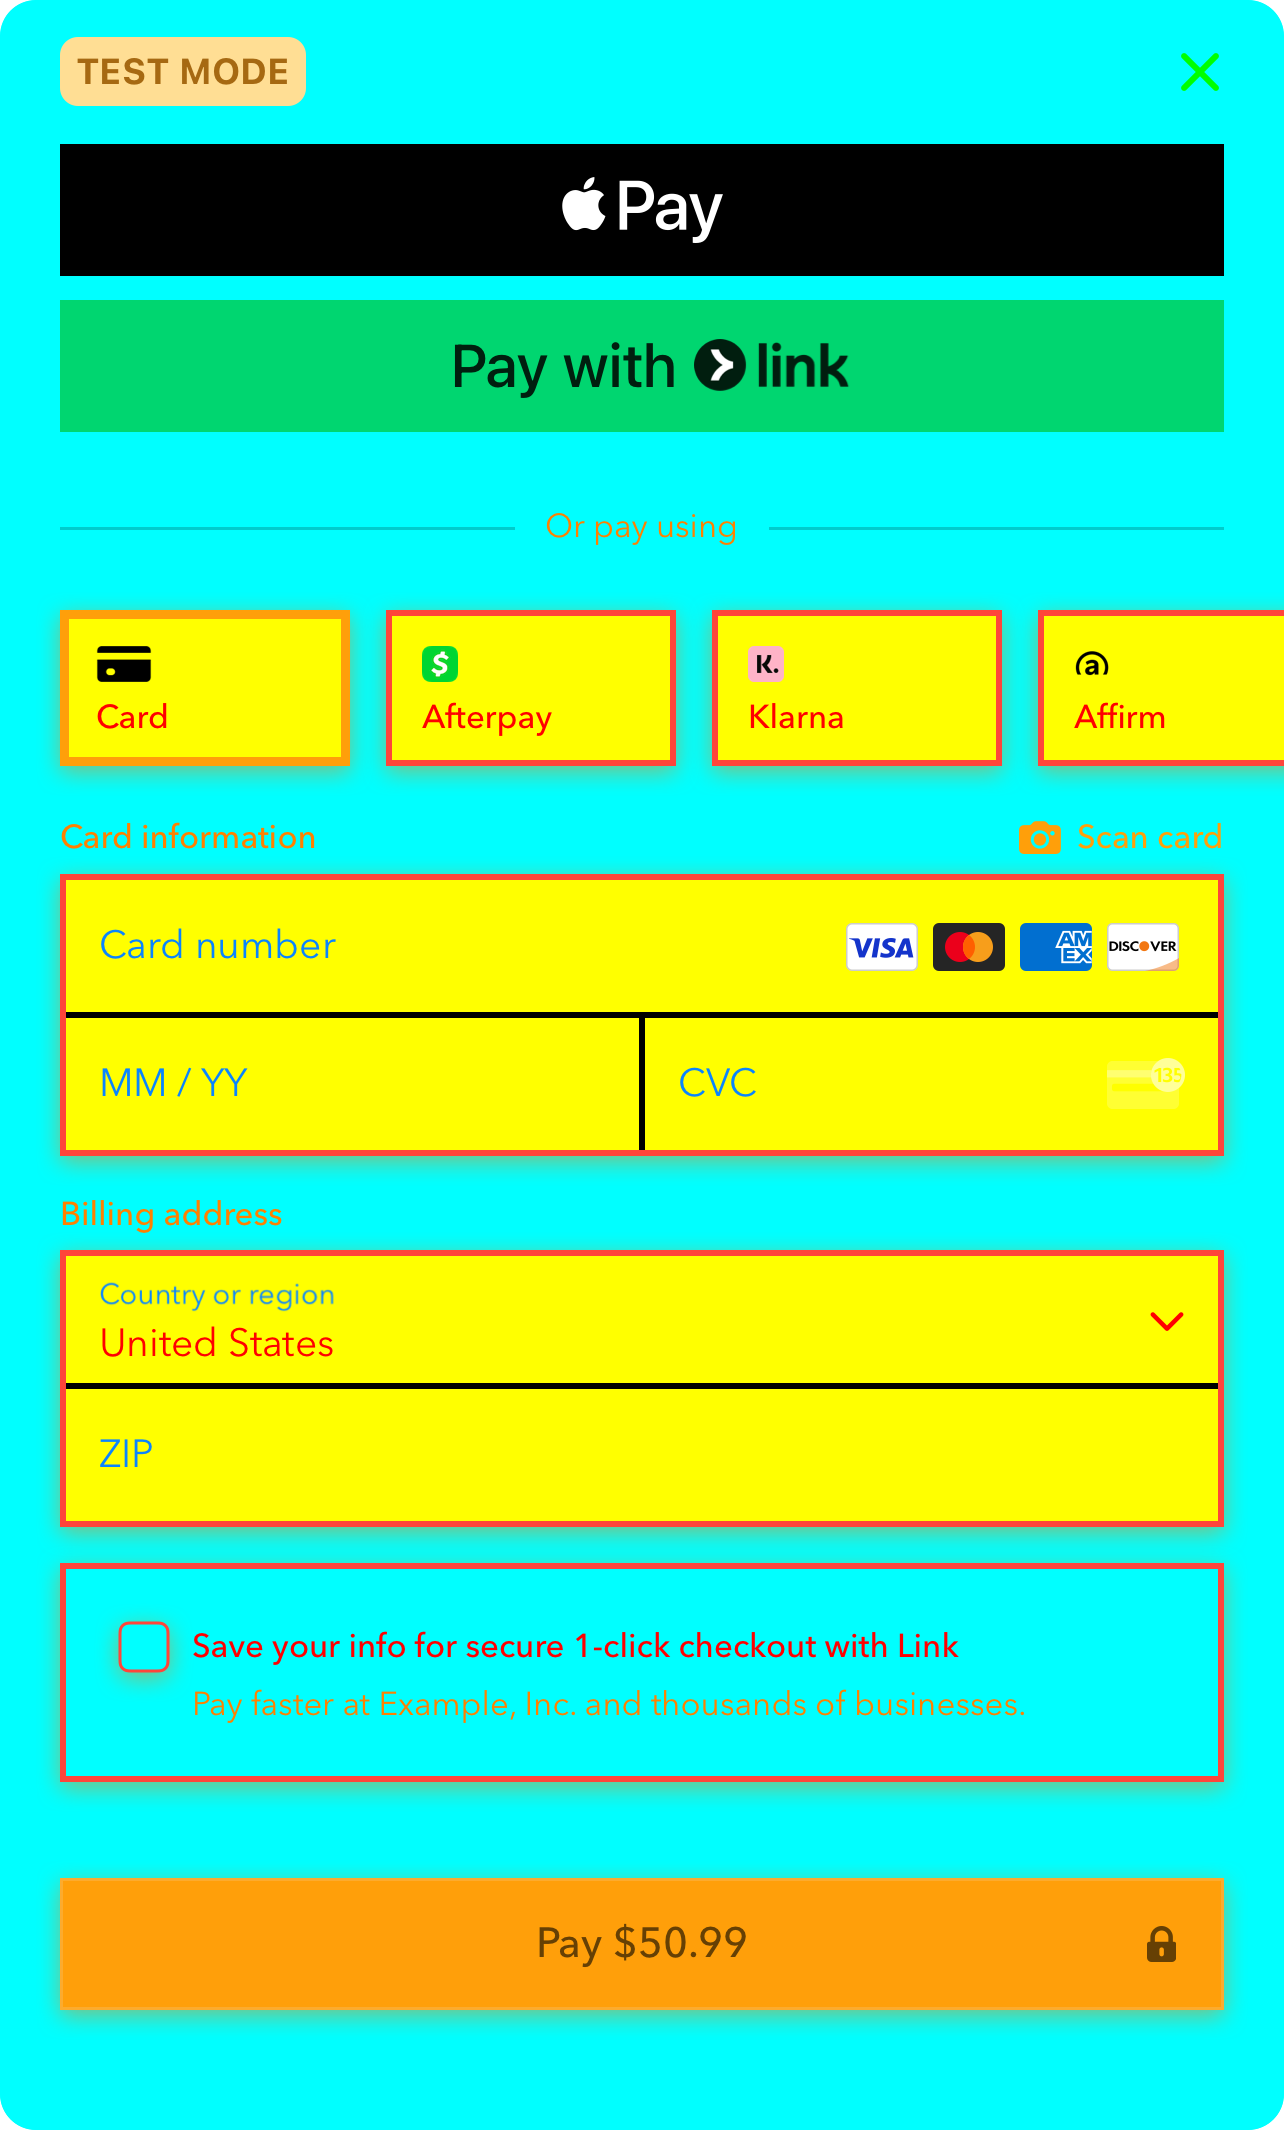 TEST MODE
Pay
Pay with link
Or pay using
Card
Afterpay
Klarna
Affirm
Card information
Scan card
Card number
VISA
AM
EX
DISCOVER
MM / YY
CVC
135
Billing address
Country or region
United States
ZIP
Save your info for secure 1-click checkout with Link
Pay faster at Example, Inc. and thousands of businesses.
Pay $50.99